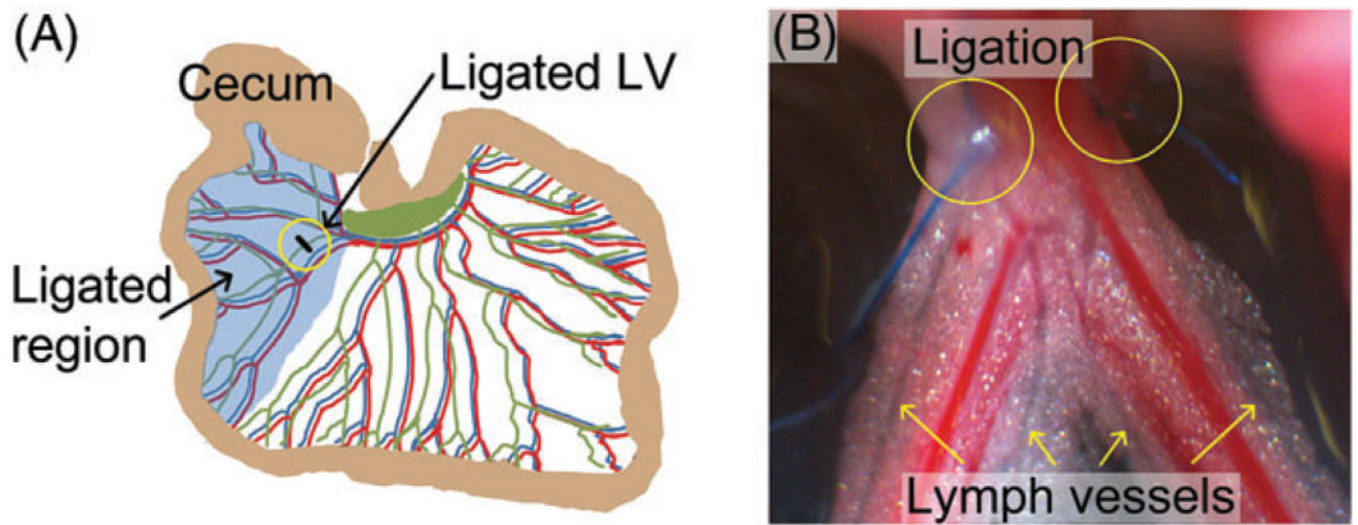 (A)
Cecum
Ligated LV
Ligated
region
(B)
Ligation
Lymph vessels